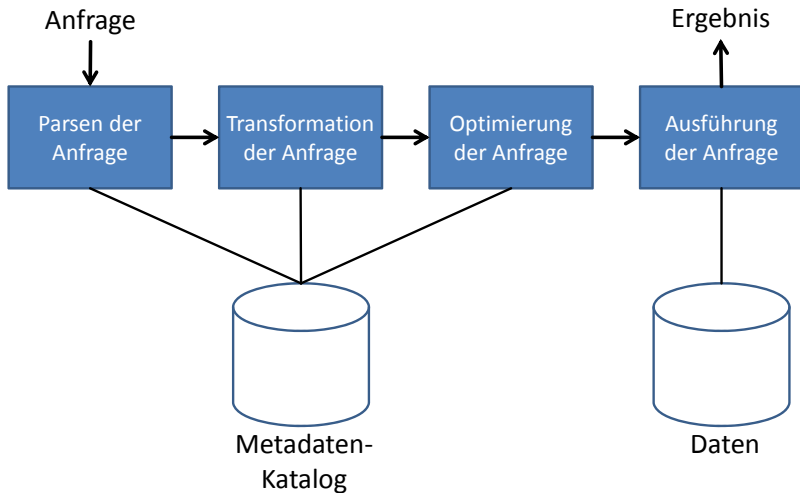 Anfrage
Ergebnis
Parsen der
Anfrage
Transformation
der Anfrage
Optimierung
der Anfrage
Ausführung
der Anfrage
Metadaten-
Katalog
Daten